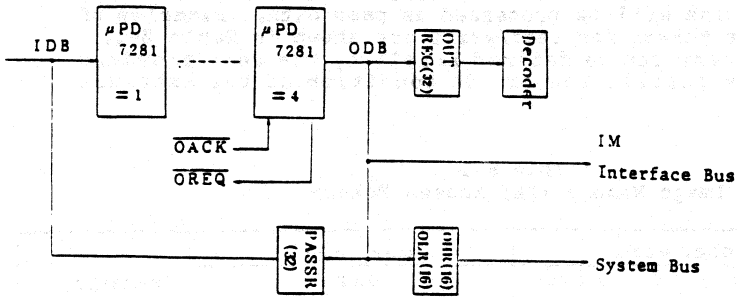 IDB
μPD
7281
=1
μPD
7281
=4
ODB
OUT
REG(32)
Decoder
OACK
OREQ
IM
Interface Bus
PASSR
(32)
OHR(16)
OLR(16)
System Bus